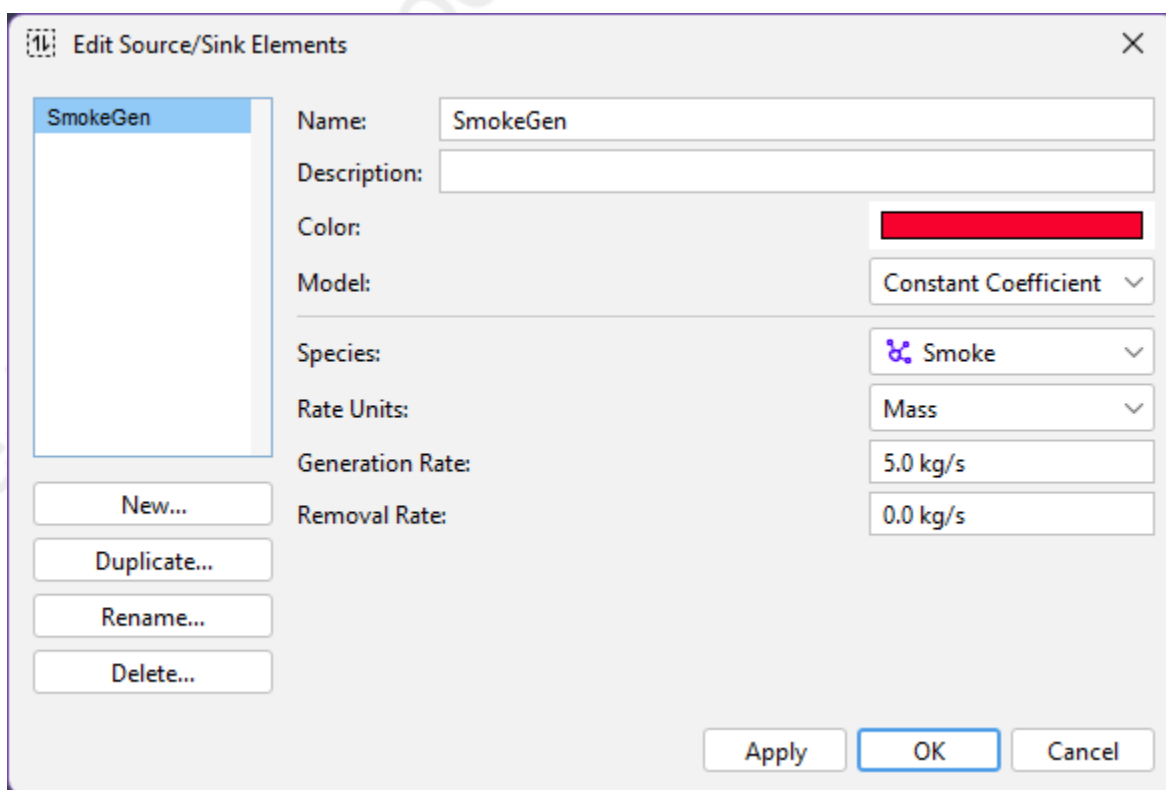 Edit Source/Sink Elements
SmokeGen
Name: SmokeGen
Description:
Color:
Model: Constant Coefficient
Species: Smoke
Rate Units: Mass
Generation Rate: 5.0 kg/s
Removal Rate: 0.0 kg/s
New...
Duplicate...
Rename...
Delete...
Apply OK Cancel